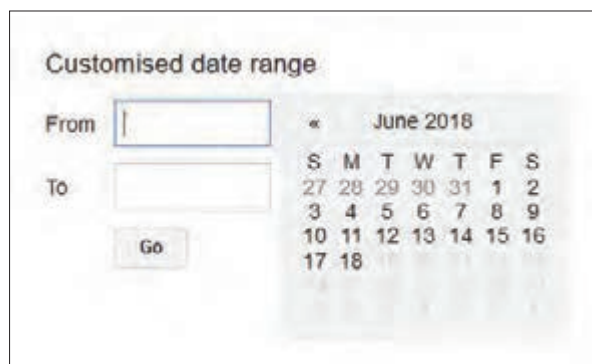 Customised date range
From
To
Go
« June 2018
S M T W T F S
27 28 29 30 31 1 2
3 4 5 6 7 8 9
10 11 12 13 14 15 16
17 18